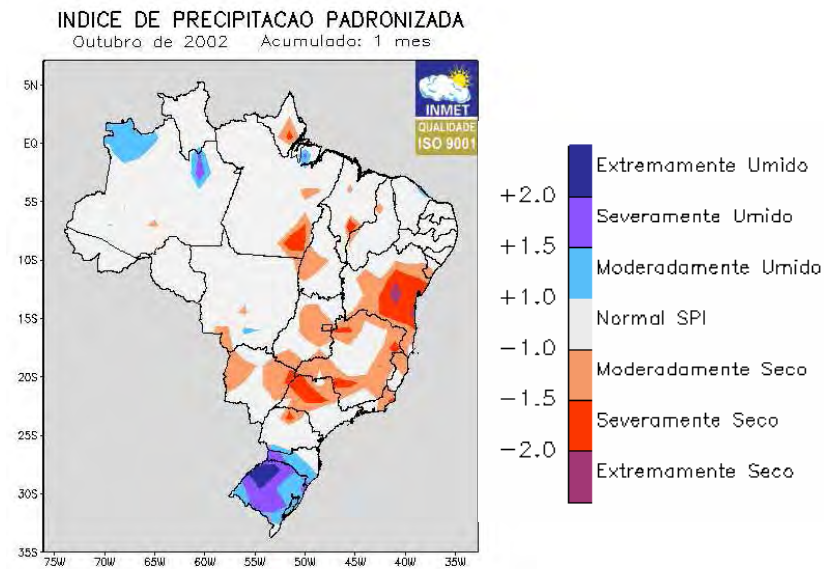 INDICE DE PRECIPITACAO PADRONIZADA
Outubro de 2002 Acumulado: 1 mes
INMET
QUALIDADE
ISO 9001
5N
EQ
5S
10S
15S
20S
25S
30S
35S
75W 70W 65W 60W 55W 50W 45W 40W 35W
Extremamente Umido
+2.0
Severamente Umido
+1.5
Moderadamente Umido
+1.0
Normal SPI
-1.0
Moderadamente Seco
-1.5
Severamente Seco
-2.0
Extremamente Seco